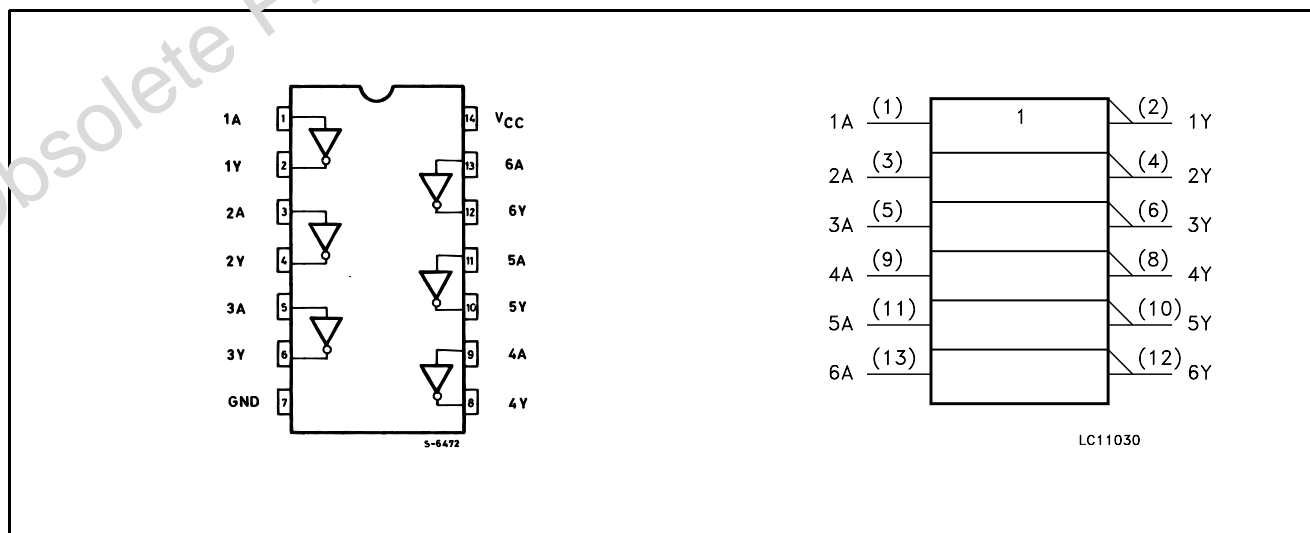 obsolete P
1A 1 14 VCC
1Y 2 13 6A
2A 3 12 6Y
2Y 4 11 5A
3A 5 10 5Y
3Y 6 9 4A
GND 7 8 4Y
S-6472
1A (1) 1 (2) 1Y
2A (3) (4) 2Y
3A (5) (6) 3Y
4A (9) (8) 4Y
5A (11) (10) 5Y
6A (13) (12) 6Y
LC11030